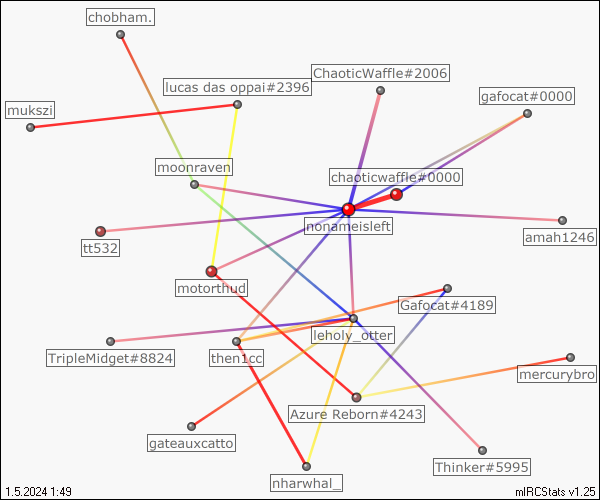 chobham.
ChaoticWaffle#2006
lucas das oppai#2396
gafocat#0000
mukszi
moonraven
chaoticwaffle#0000
nonameisleft
amah1246
tt532
motorthud
Gafocat#4189
leholy_otter
TripleMidget#8824
then1cc
mercurybro
Azure Reborn#4243
gateauxcatto
Thinker#5995
nharwhal_
1.5.2024 1:49
mIRCStats v1.25